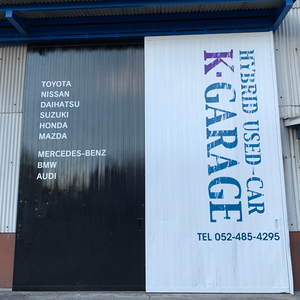 TOYOTA
NISSAN
DAIHATSU
SUZUKI
HONDA
MAZDA
MERCEDES-BENZ
BMW
AUDI
HYBRID USED-CAR
K-GARAGE
TEL 052-485-4295